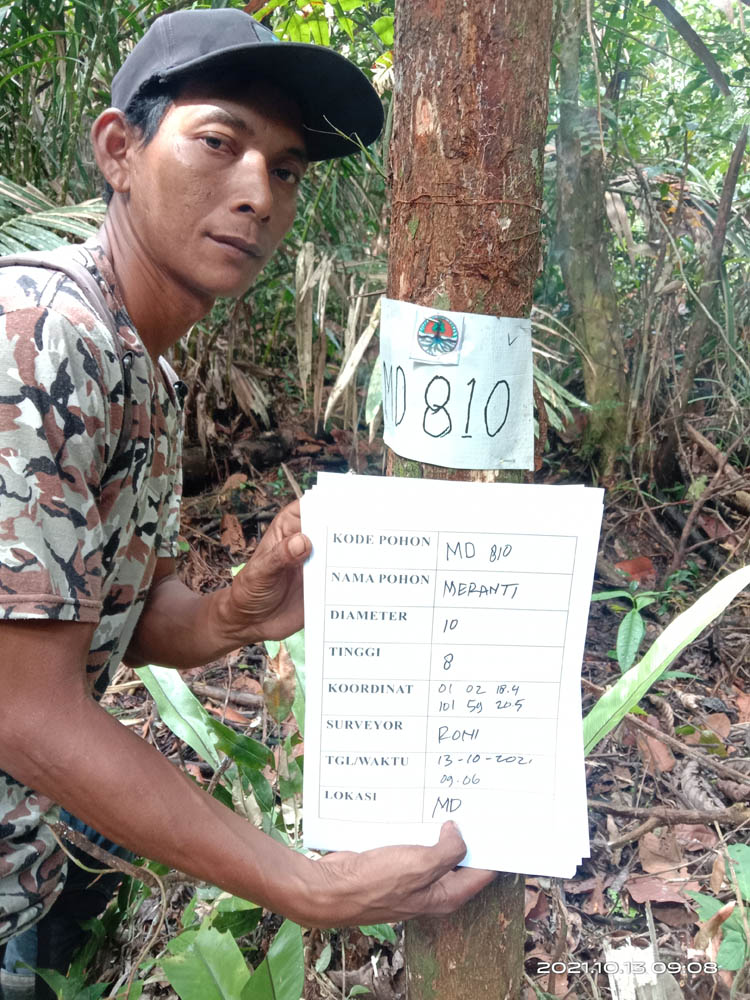 MD 810
KODE POHON MD 810
NAMA POHON MERANTI
DIAMETER 10
TINGGI 8
KOORDINAT 01 02 18.4
101 59 20.5
SURVEYOR RONI
TGL/WAKTU 13-10-2021
09.06
LOKASI MD
2021.10.13 09:08